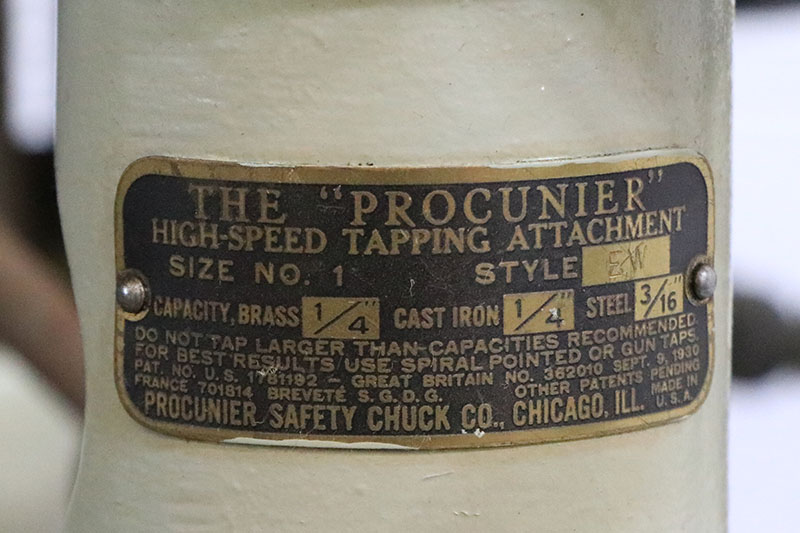 THE "PROCUNIER"
HIGH-SPEED TAPPING ATTACHMENT
SIZE NO. 1 STYLE EW
CAPACITY, BRASS 1/4" CAST IRON 1/4" STEEL 3/16"
DO NOT TAP LARGER THAN CAPACITIES RECOMMENDED.
FOR BEST RESULTS USE SPIRAL POINTED OR GUN TAPS.
PAT. NO. U.S. 1781192 - GREAT BRITAIN NO. 362010 SEPT. 9, 1930
FRANCE 701814 BREVETÉ S.G.D.G. OTHER PATENTS PENDING
PROCUNIER SAFETY CHUCK CO., CHICAGO, ILL. MADE IN U.S.A.